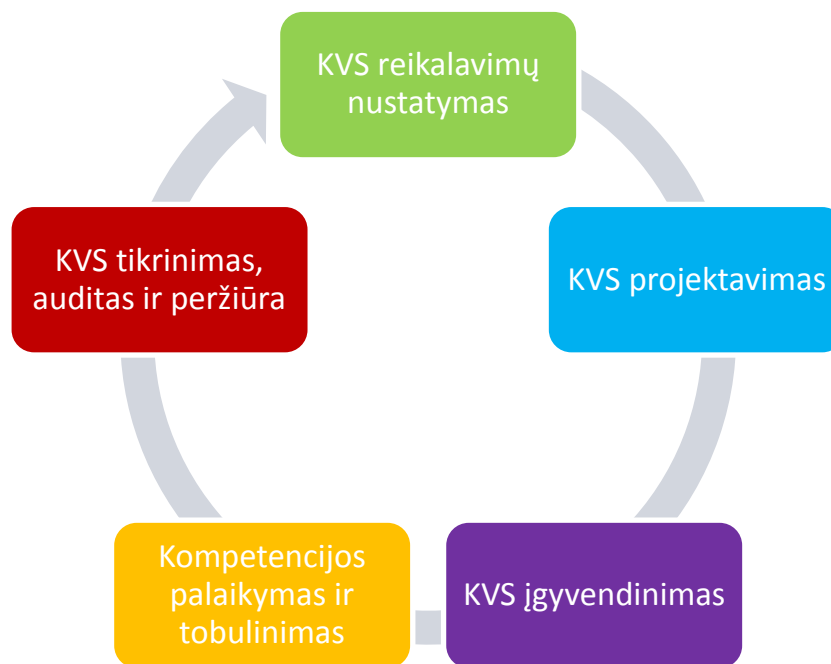 KVS reikalavimų
nustatymas
KVS projektavimas
KVS įgyvendinimas
Kompetencijos
palaikymas ir
tobulinimas
KVS tikrinimas,
auditas ir peržiūra